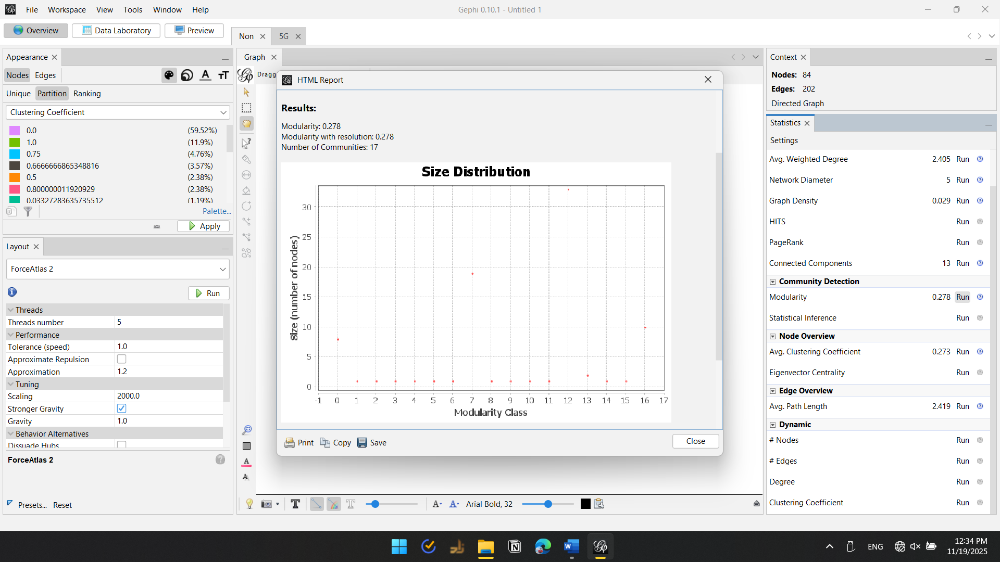 File Workspace View Tools Window Help
Gephi 0.10.1 - Untitled 1
Overview Data Laboratory Preview
Non 5G
Appearance
Nodes Edges
Unique Partition Ranking
Clustering Coefficient
0.0 (59.52%)
1.0 (11.9%)
0.75 (4.76%)
0.6666666865348816 (3.57%)
0.5 (2.38%)
0.800000011920929 (2.38%)
0.03327283635735512 (1.19%)
Palette...
Apply
Layout
ForceAtlas 2
Run
Threads
Threads number 5
Performance
Tolerance (speed) 1.0
Approximate Repulsion
Approximation 1.2
Tuning
Scaling 2000.0
Stronger Gravity
Gravity 1.0
Behavior Alternatives
Dissuade Hubs
ForceAtlas 2
Presets... Reset
Graph
Dragg
HTML Report
Results:
Modularity: 0.278
Modularity with resolution: 0.278
Number of Communities: 17
Size Distribution
Size (number of nodes)
30
25
20
15
10
5
0
-1 0 1 2 3 4 5 6 7 8 9 10 11 12 13 14 15 16 17
Modularity Class
Print Copy Save
Close
Arial Bold, 32
Context
Nodes: 84
Edges: 202
Directed Graph
Statistics
Settings
Avg. Weighted Degree 2.405 Run
Network Diameter 5 Run
Graph Density 0.029 Run
HITS Run
PageRank Run
Connected Components 13 Run
Community Detection
Modularity 0.278 Run
Statistical Inference Run
Node Overview
Avg. Clustering Coefficient 0.273 Run
Eigenvector Centrality Run
Edge Overview
Avg. Path Length 2.419 Run
Dynamic
# Nodes Run
# Edges Run
Degree Run
Clustering Coefficient Run
ENG
12:34 PM
11/19/2025